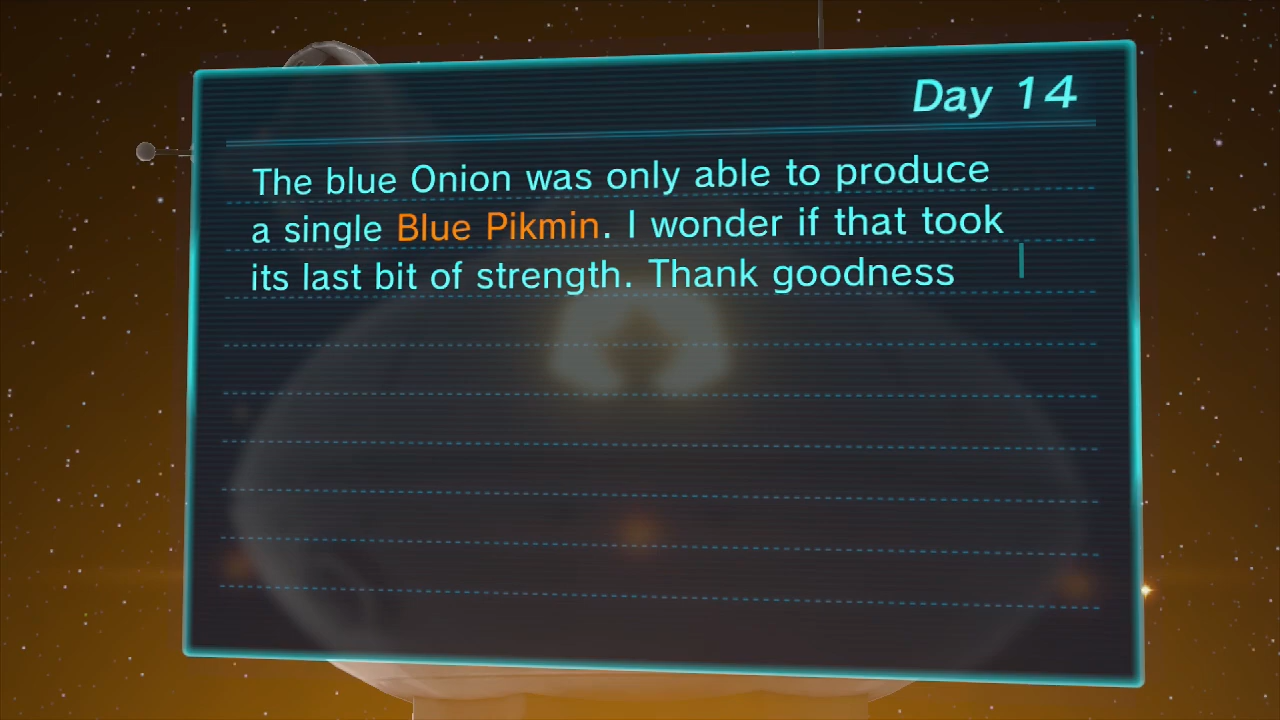 Day 14
The blue Onion was only able to produce
a single Blue Pikmin. I wonder if that took
its last bit of strength. Thank goodness